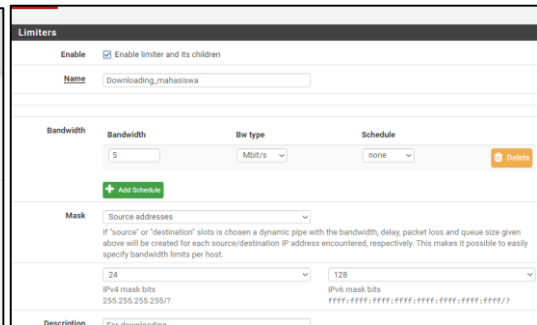 Limiters
Enable
Enable limiter and its children
Name
Downloading_mahasiswa
Bandwidth
Bandwidth Bw type Schedule
5 Mbit/s none Delete
Add Schedule
Mask
Source addresses
If "source" or "destination" slots is chosen a dynamic pipe with the bandwidth, delay, packet loss and queue size given
above will be created for each source/destination IP address encountered, respectively. This makes it possible to easily
specify bandwidth limits per host.
24 128
IPv4 mask bits IPv6 mask bits
255.255.255.255/? ffff:ffff:ffff:ffff:ffff:ffff:ffff:ffff/?
Description
For downloading